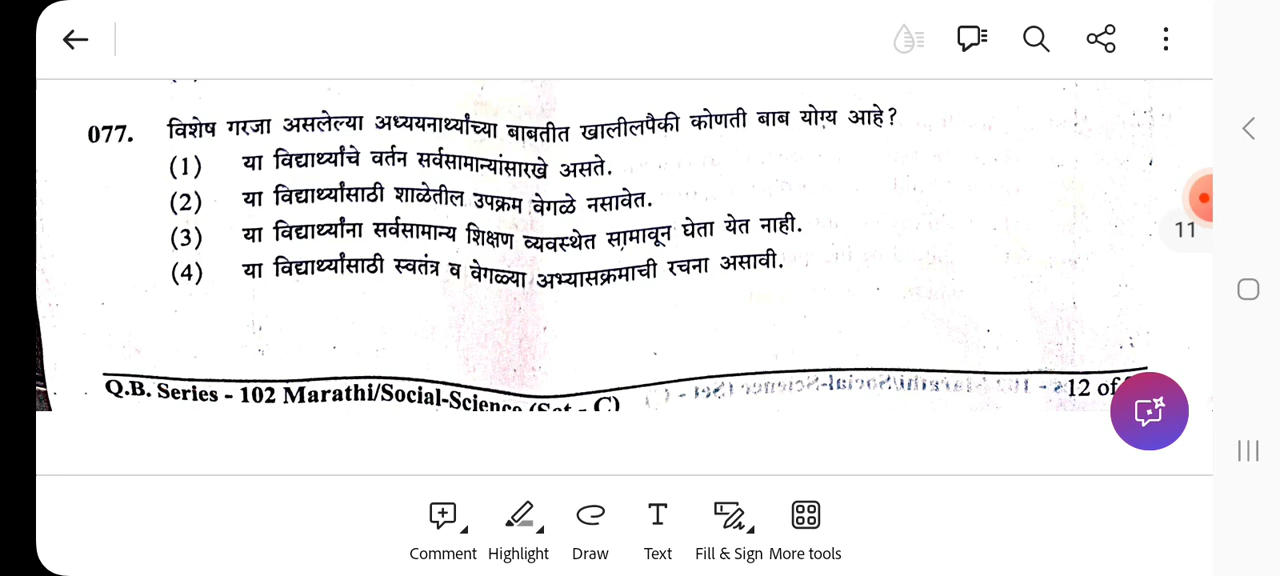 077. विशेष गरजा असलेल्या अध्ययनार्थ्यांच्या बाबतीत खालीलपैकी कोणती बाब योग्य आहे?
(1) या विद्यार्थ्यांचे वर्तन सर्वसामान्यांसारखे असते.
(2) या विद्यार्थ्यांसाठी शाळेतील उपक्रम वेगळे नसावेत.
(3) या विद्यार्थ्यांना सर्वसामान्य शिक्षण व्यवस्थेत सामावून घेता येत नाही.
11
(4) या विद्यार्थ्यांसाठी स्वतंत्र व वेगळ्या अभ्यासक्रमाची रचना असावी.
Q.B. Series - 102 Marathi/Social-Science (Set - C) 12 of
Comment Highlight Draw Text Fill & Sign More tools